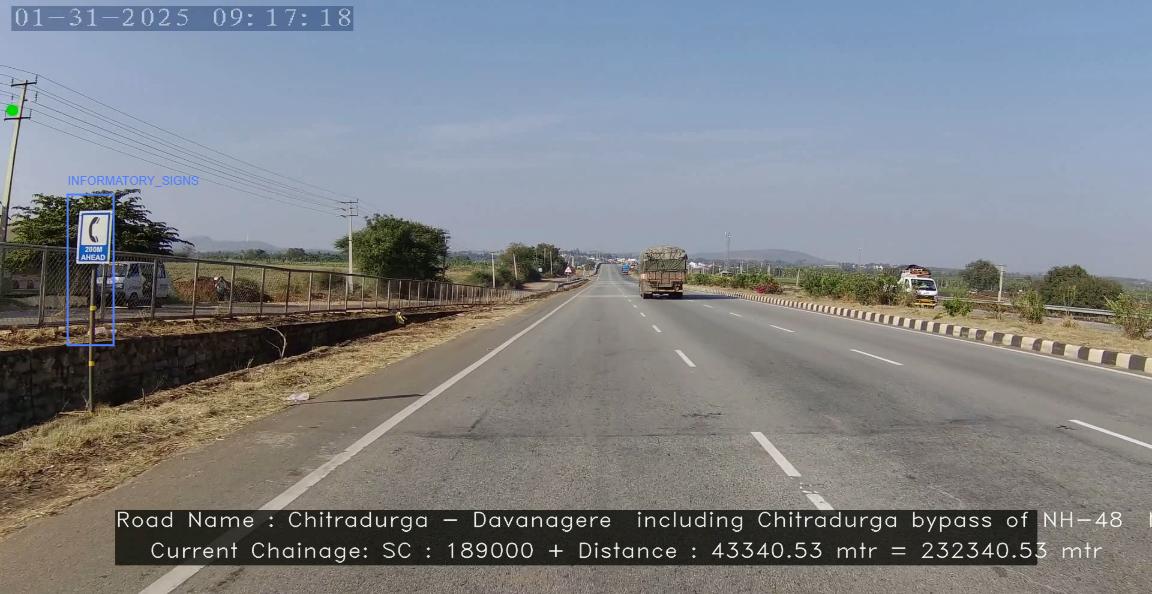 01-31-2025 09:17:18
INFORMATORY_SIGNS
200M
AHEAD
Road Name : Chitradurga - Davanagere including Chitradurga bypass of NH-48
Current Chainage: SC : 189000 + Distance : 43340.53 mtr = 232340.53 mtr